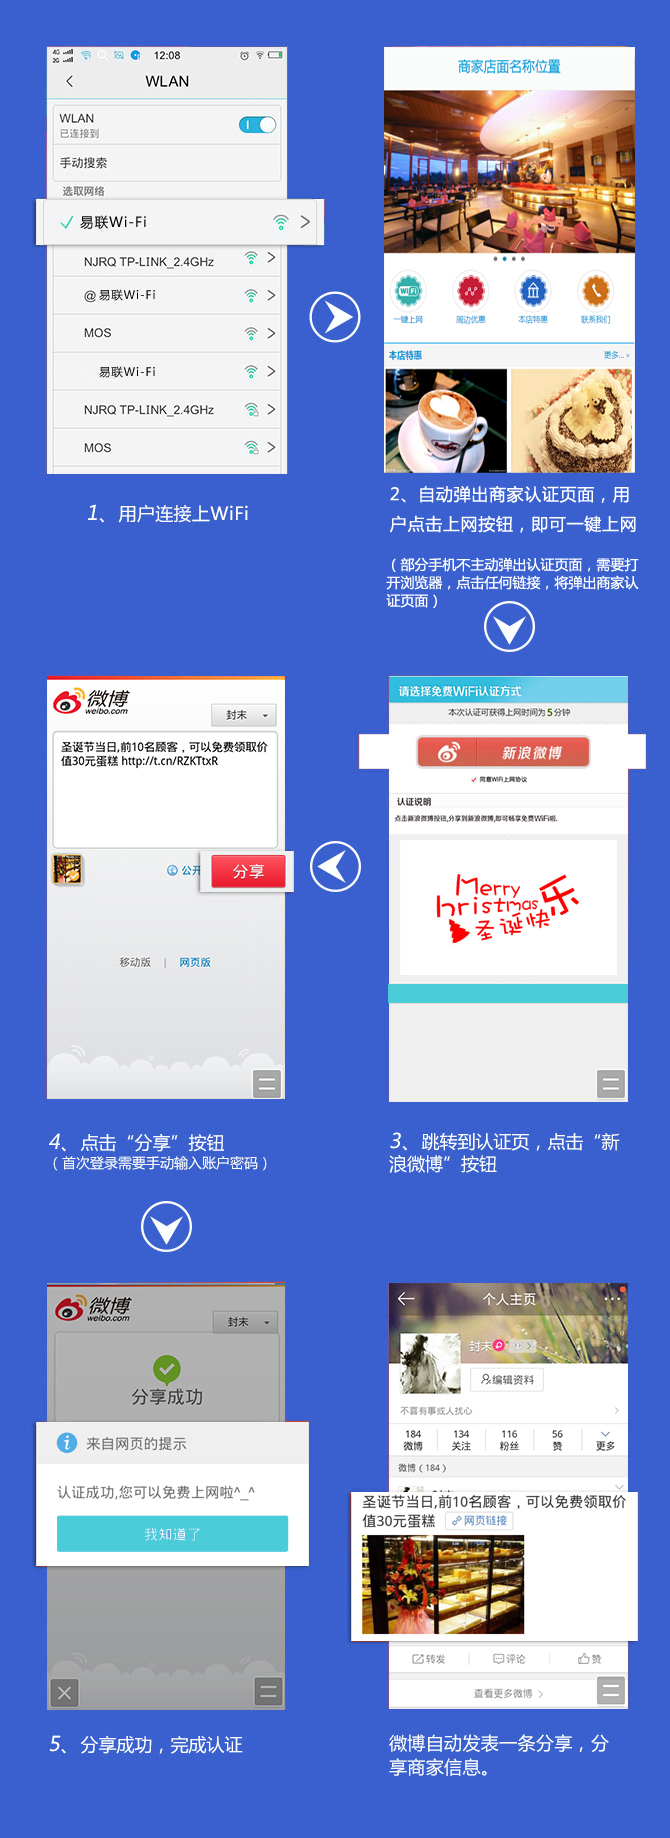 4G 2G 12:08
WLAN
WLAN
已连接到
手动搜索
选取网络
易联Wi-Fi
NJRQ TP-LINK_2.4GHz
@易联Wi-Fi
MOS
易联Wi-Fi
NJRQ TP-LINK_2.4GHz
MOS
1、用户连接上WiFi
商家店面名称位置
WiFi
一键上网 周边优惠 本店特惠 联系我们
本店特惠 更多...»
2、自动弹出商家认证页面，用
户点击上网按钮，即可一键上网
（部分手机不主动弹出认证页面，需要打
开浏览器，点击任何链接，将弹出商家认
证页面）
请选择免费WiFi认证方式
本次认证可获得上网时间为5分钟
新浪微博
同意WIFI上网协议
认证说明
点击新浪微博按钮,分享到新浪微博,即可畅享免费WiFi啦.
Merry
hristmas 乐
圣诞快
3、跳转到认证页，点击“新
浪微博”按钮
微博
weibo.com
封末
圣诞节当日,前10名顾客，可以免费领取价
值30元蛋糕 http://t.cn/RZKTtxR
公开
分享
移动版 | 网页版
4、点击“分享”按钮
（首次登录需要手动输入账户密码）
微博
weibo.com
封末
分享成功
来自网页的提示
认证成功,您可以免费上网啦^_^
我知道了
5、分享成功，完成认证
个人主页
封末
编辑资料
不喜有事或人扰心
184 134 116 56
微博 关注 粉丝 赞 更多
微博（184）
圣诞节当日,前10名顾客，可以免费领取价
值30元蛋糕 网页链接
转发 评论 赞
查看更多微博
微博自动发表一条分享，分
享商家信息。